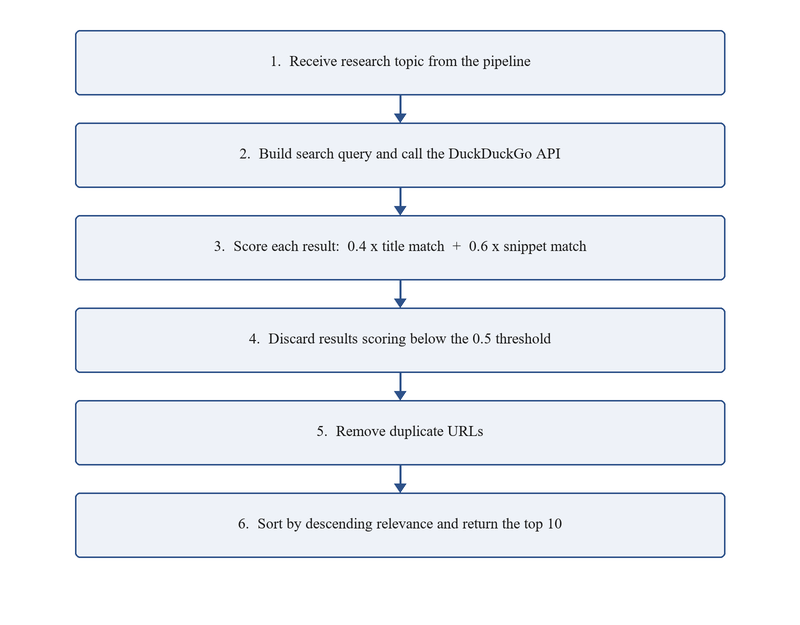 1. Receive research topic from the pipeline
2. Build search query and call the DuckDuckGo API
3. Score each result: 0.4 x title match + 0.6 x snippet match
4. Discard results scoring below the 0.5 threshold
5. Remove duplicate URLs
6. Sort by descending relevance and return the top 10